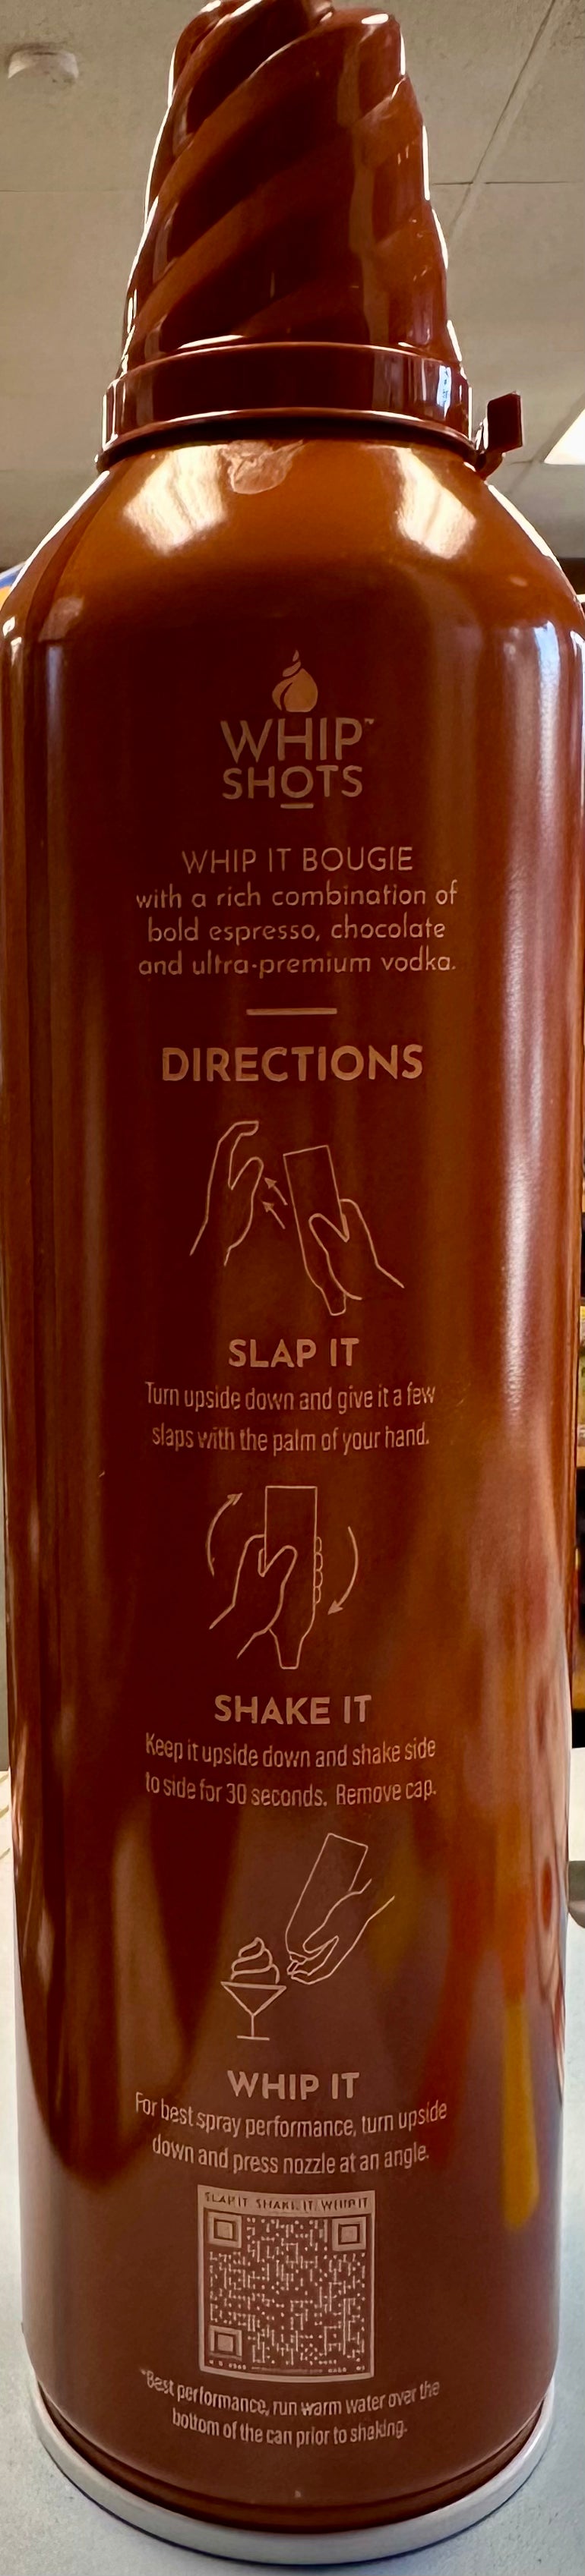 WHIP™
SHOTS
WHIP IT BOUGIE
with a rich combination of
bold espresso, chocolate
and ultra-premium vodka.
DIRECTIONS
SLAP IT
Turn upside down and give it a few
slaps with the palm of your hand.
SHAKE IT
Keep it upside down and shake side
to side for 30 seconds. Remove cap.
WHIP IT
For best spray performance, turn upside
down and press nozzle at an angle.
SLAP IT. SHAKE IT. WHIP IT
*Best performance, run warm water over the
bottom of the can prior to shaking.